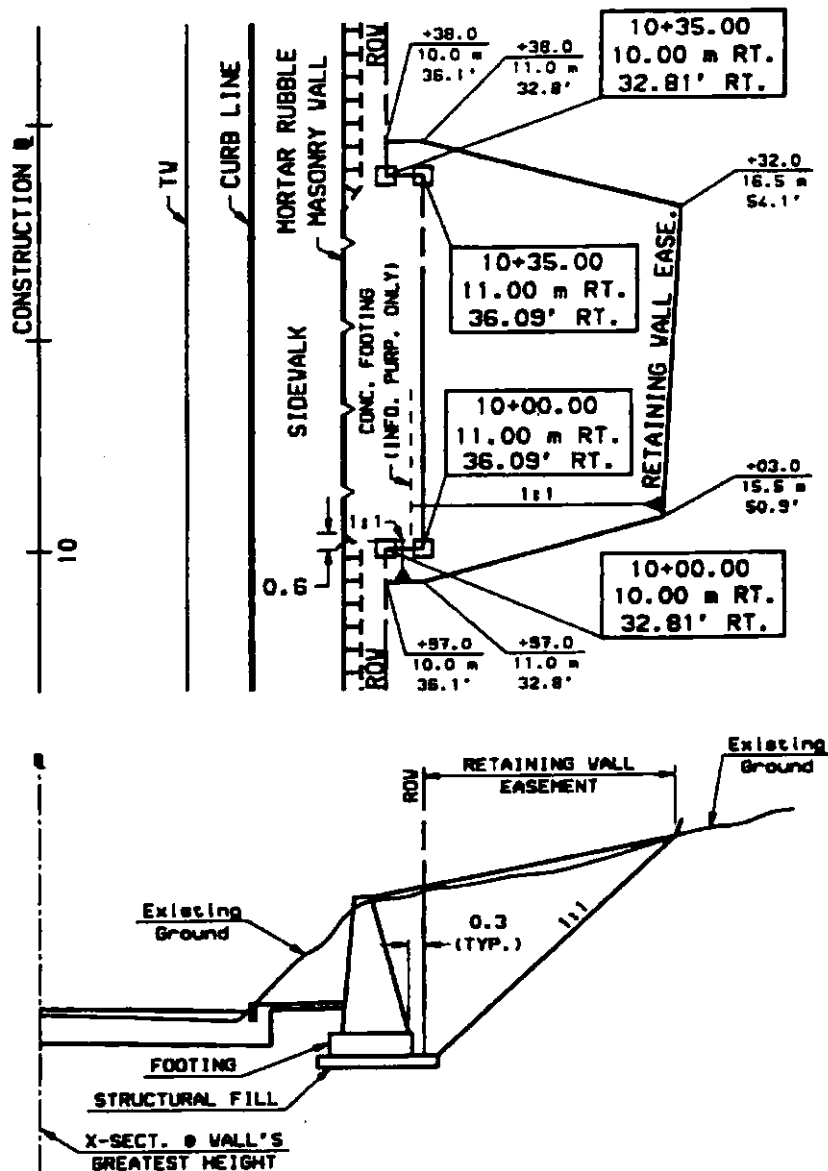 +38.0
10.0 m
36.1'
+38.0
11.0 m
32.8'
10+35.00
10.00 m RT.
32.81' RT.
ROW
CONSTRUCTION ℄
TW
CURB LINE
MORTAR RUBBLE
MASONRY WALL
+32.0
16.5 m
54.1'
10+35.00
11.00 m RT.
36.09' RT.
SIDEWALK
CONC. FOOTING
(INFO. PURP. ONLY)
RETAINING WALL EASE.
10+00.00
11.00 m RT.
36.09' RT.
1:1
1:1
+03.0
15.5 m
50.9'
10
0.6
10+00.00
10.00 m RT.
32.81' RT.
ROW
+97.0
10.0 m
36.1'
+97.0
11.0 m
32.8'
℄
ROW
RETAINING WALL
EASEMENT
Existing
Ground
Existing
Ground
0.3
(TYP.)
1:1
FOOTING
STRUCTURAL FILL
X-SECT. @ WALL'S
GREATEST HEIGHT